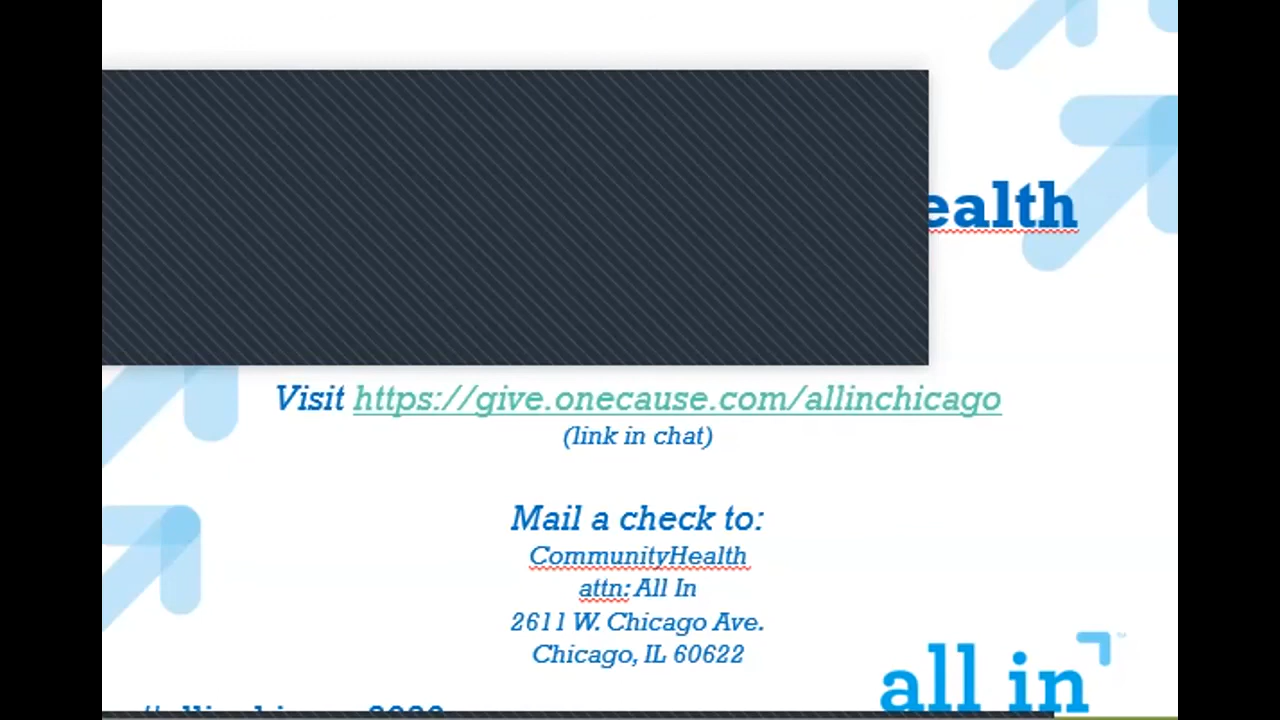 ealth
Visit https://give.onecause.com/allinchicago
(link in chat)
Mail a check to:
CommunityHealth
attn: All In
2611 W. Chicago Ave.
Chicago, IL 60622
all in